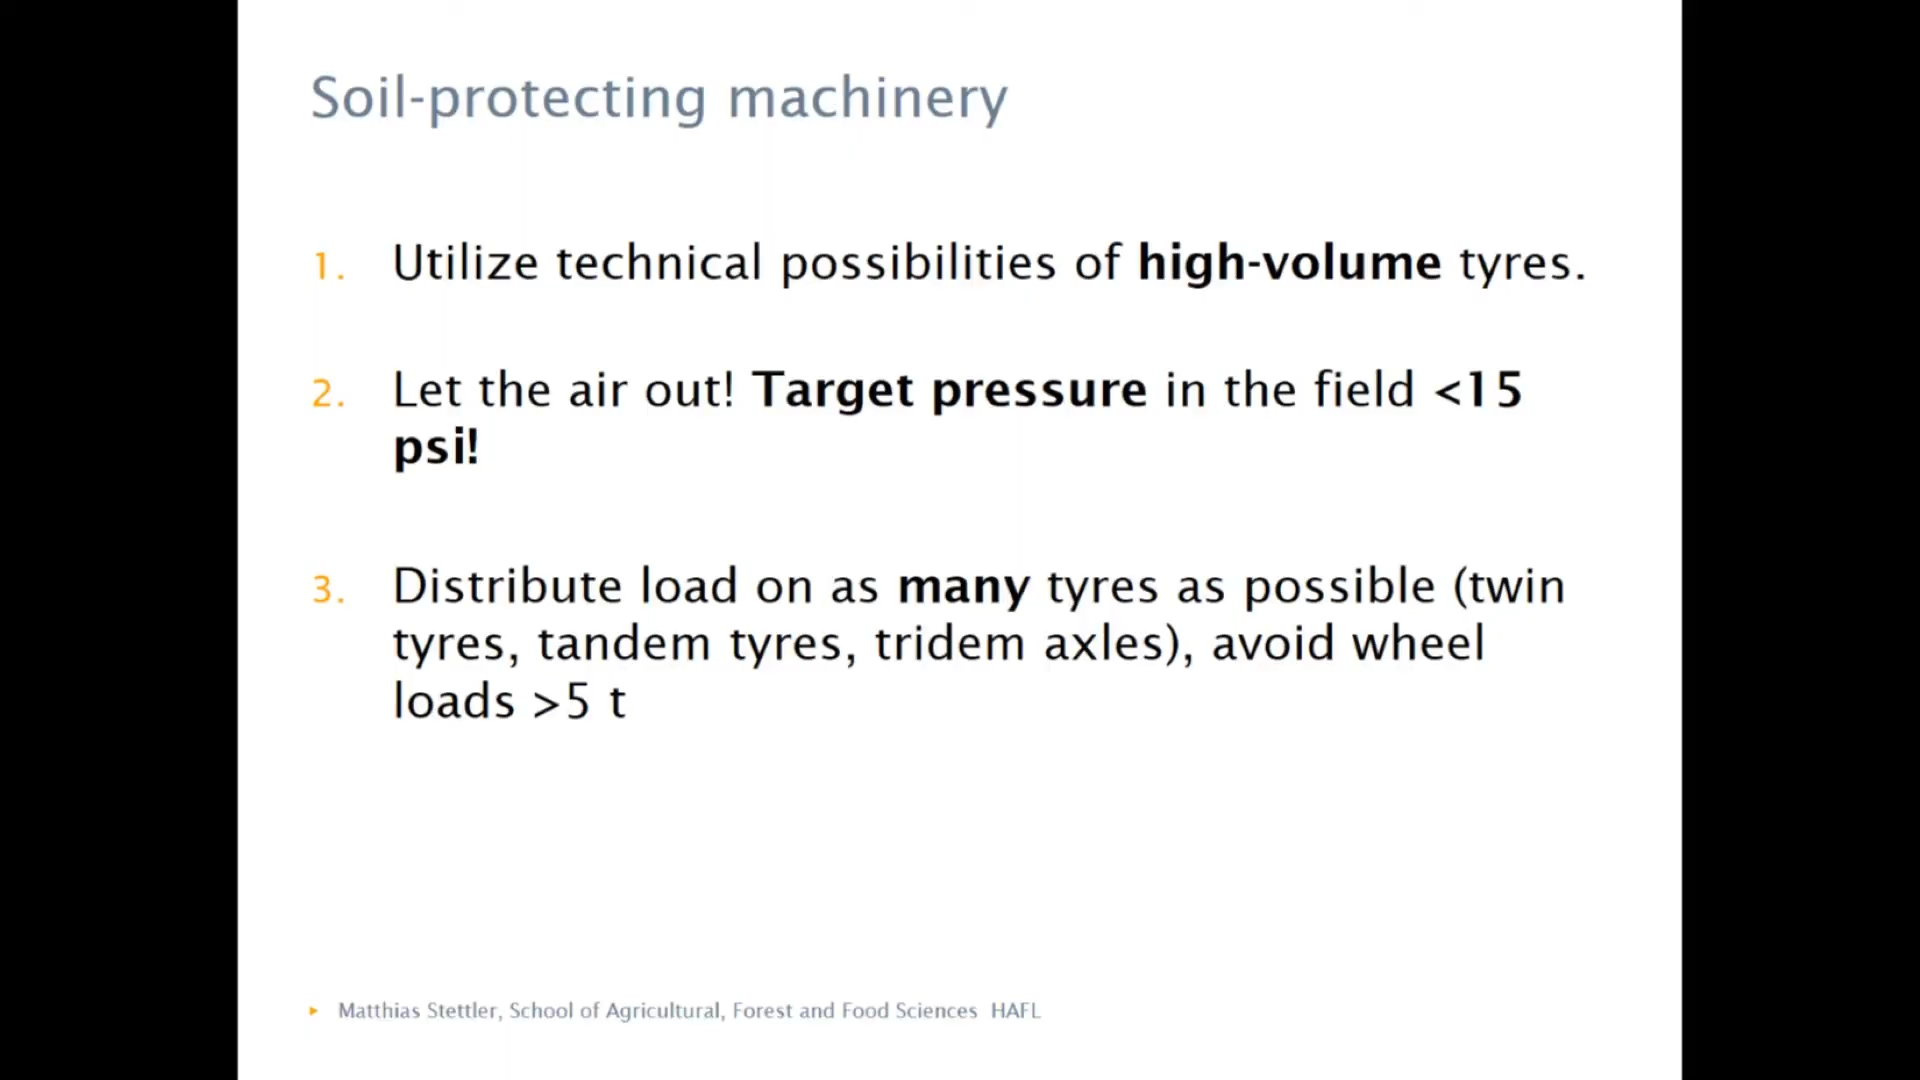 Soil-protecting machinery
1. Utilize technical possibilities of high-volume tyres.
2. Let the air out! Target pressure in the field <15
psi!
3. Distribute load on as many tyres as possible (twin
tyres, tandem tyres, tridem axles), avoid wheel
loads >5 t
▸ Matthias Stettler, School of Agricultural, Forest and Food Sciences HAFL